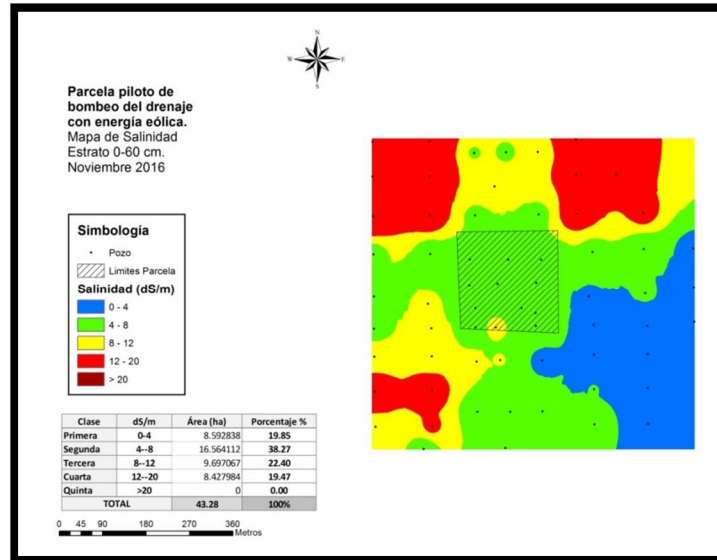 N
W E
S
Parcela piloto de
bombeo del drenaje
con energía eólica.
Mapa de Salinidad
Estrato 0-60 cm.
Noviembre 2016
Simbología
Pozo
Limites Parcela
Salinidad (dS/m)
0 - 4
4 - 8
8 - 12
12 - 20
> 20
Clase dS/m Área (ha) Porcentaje %
Primera 0-4 8.592838 19.85
Segunda 4--8 16.564112 38.27
Tercera 8--12 9.697067 22.40
Cuarta 12--20 8.427984 19.47
Quinta >20 0 0.00
TOTAL 43.28 100%
0 45 90 180 270 360
Metros